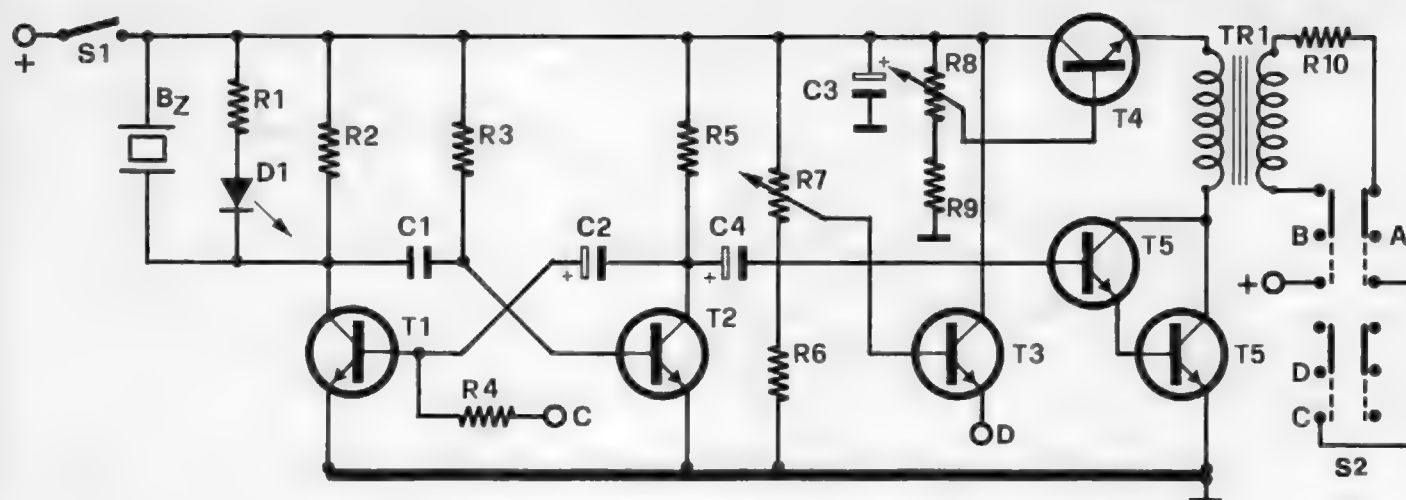 + S1
BZ
R1
D1
R2
R3
R5
C1
C2
+
C4
+
R7
R6
C3
+
R8
R9
T4
TR1
R10
T1
R4
C
T2
T3
D
T5
T5
B
A
+
D
C
S2